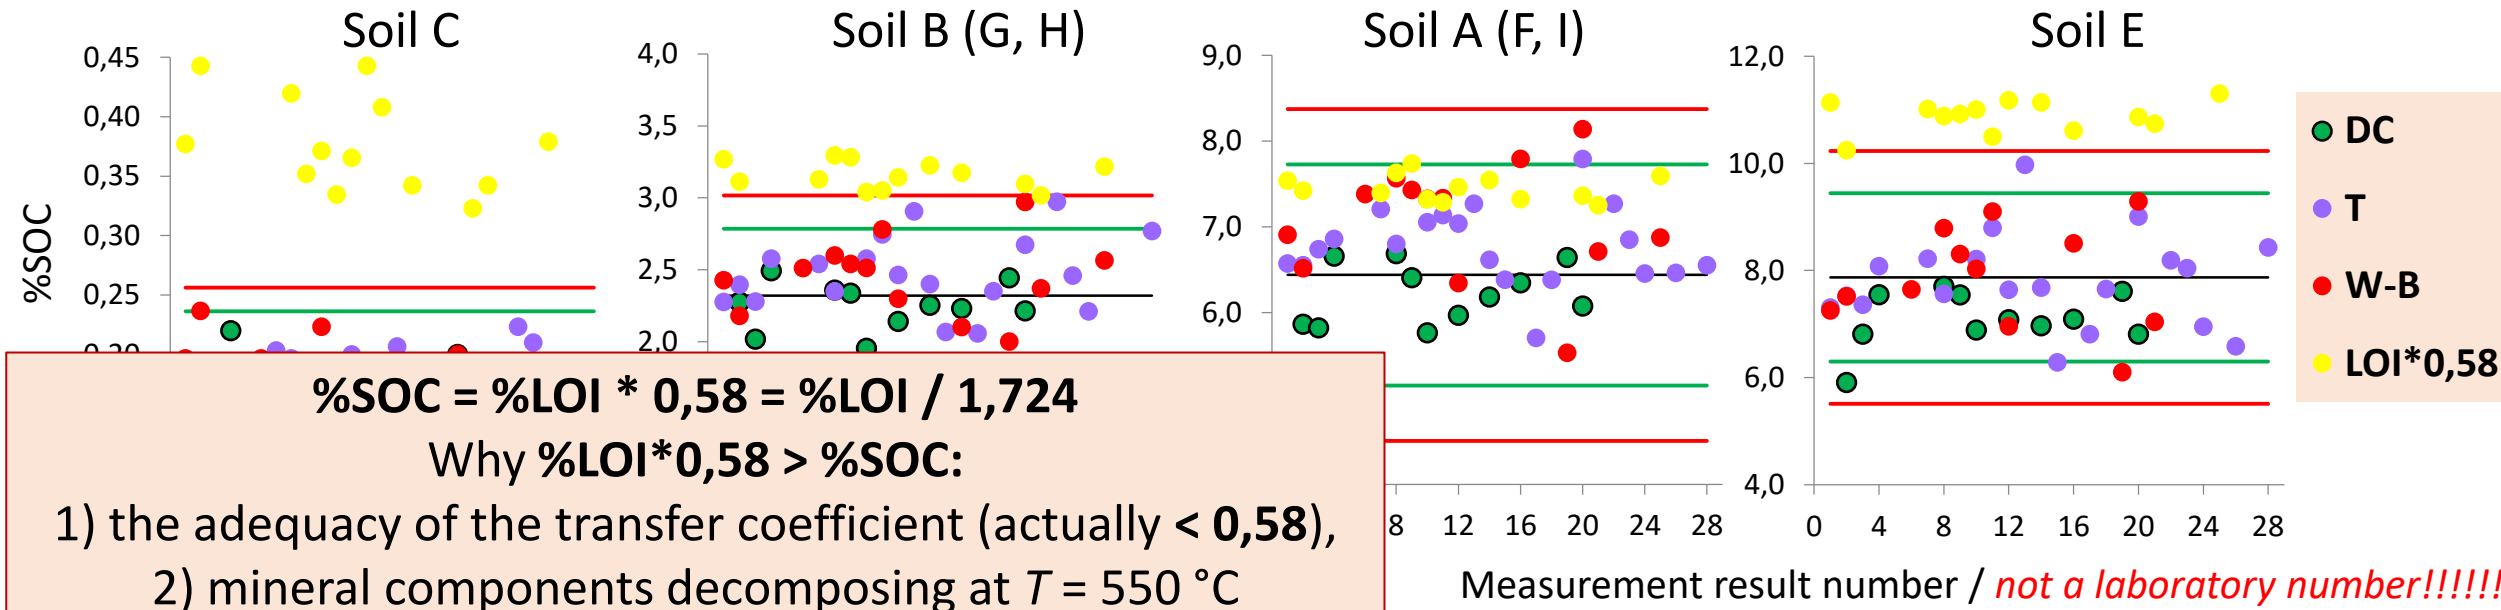 Soil C
Soil B (G, H)
Soil A (F, I)
Soil E
%SOC
0,45
0,40
0,35
0,30
0,25
0,20
4,0
3,5
3,0
2,5
2,0
9,0
8,0
7,0
6,0
12,0
10,0
8,0
6,0
4,0
8 12 16 20 24 28
0 4 8 12 16 20 24 28
DC
T
W-B
LOI*0,58
%SOC = %LOI * 0,58 = %LOI / 1,724
Why %LOI*0,58 > %SOC:
1) the adequacy of the transfer coefficient (actually < 0,58),
2) mineral components decomposing at T = 550 °C
Measurement result number / not a laboratory number!!!!!!